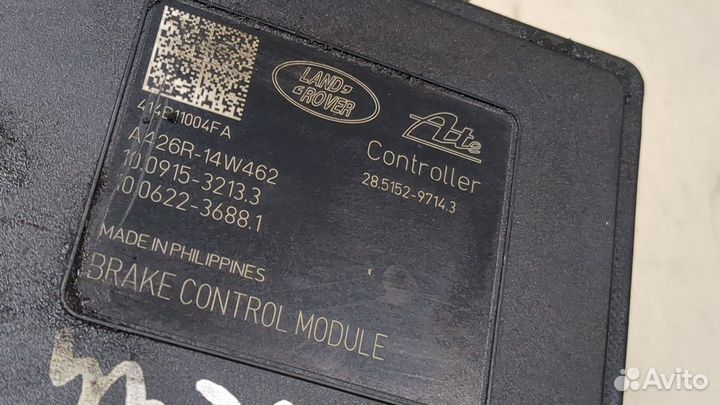 LAND
ROVER
Ate
414B11004FA
A426R-14W462
10.0915-3213.3
10.0622-3688.1
Controller
28.5152-9714.3
MADE IN PHILIPPINES
BRAKE CONTROL MODULE
Avito